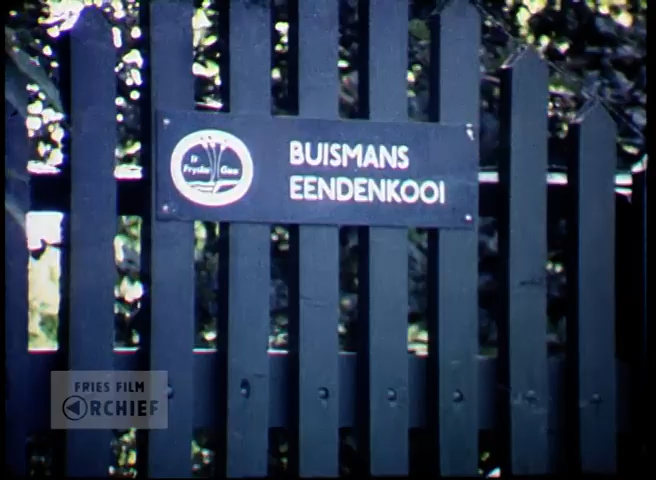 BUISMANS
EENDENKOOI
It
Fryske Gea
FRIES FILM
ARCHIEF